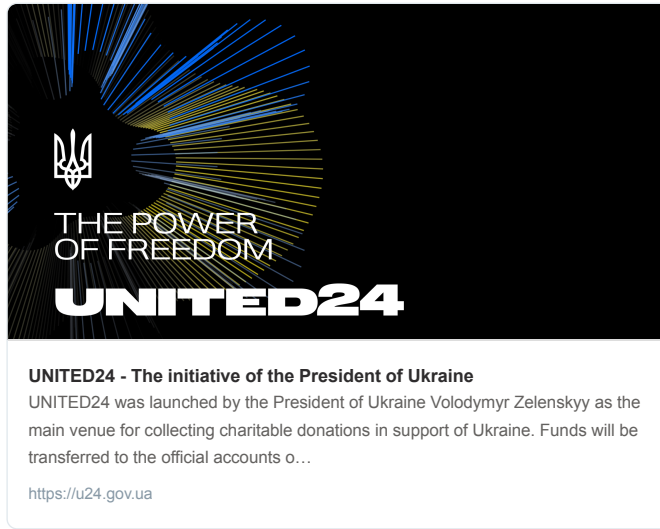 THE POWER
OF FREEDOM
UNITED24
UNITED24 - The initiative of the President of Ukraine
UNITED24 was launched by the President of Ukraine Volodymyr Zelenskyy as the
main venue for collecting charitable donations in support of Ukraine. Funds will be
transferred to the official accounts o…
https://u24.gov.ua